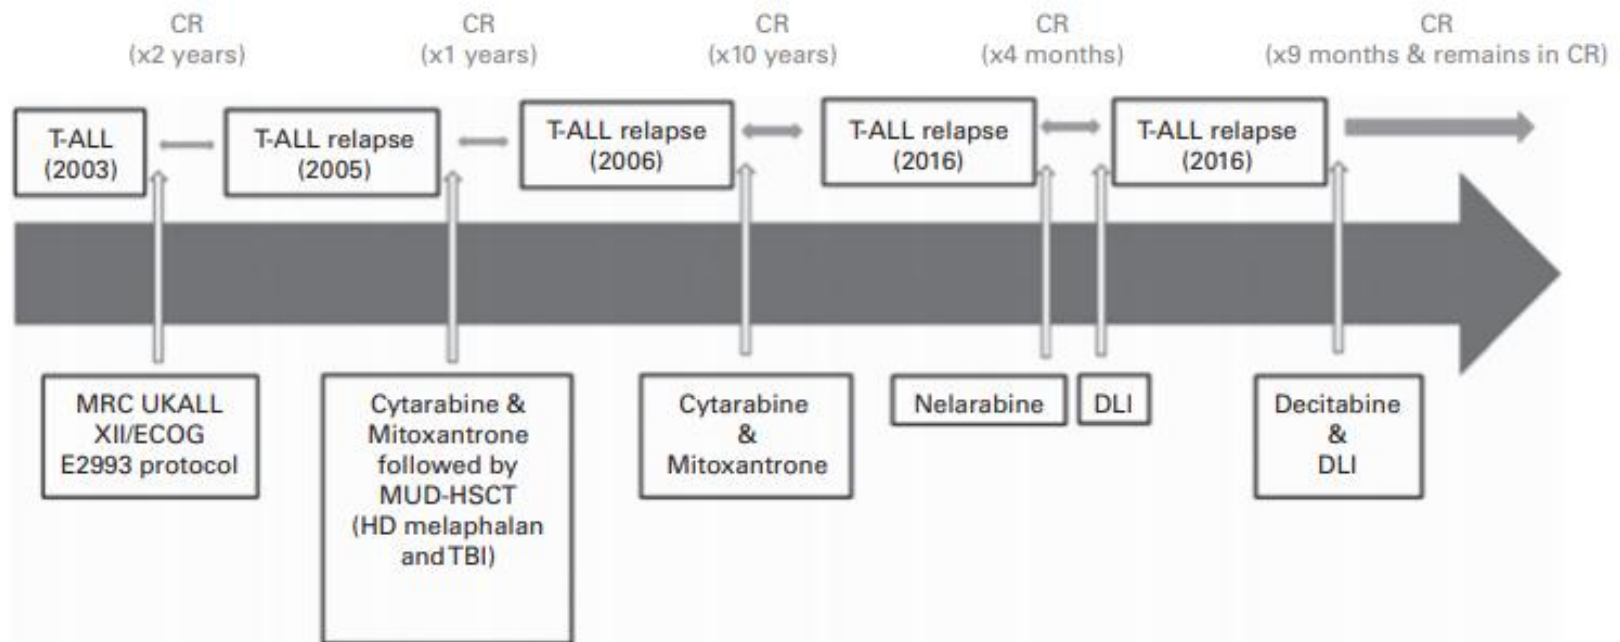 CR
(x2 years)
CR
(x1 years)
CR
(x10 years)
CR
(x4 months)
CR
(x9 months & remains in CR)
T-ALL
(2003)
T-ALL relapse
(2005)
T-ALL relapse
(2006)
T-ALL relapse
(2016)
T-ALL relapse
(2016)
MRC UKALL
XII/ECOG
E2993 protocol
Cytarabine &
Mitoxantrone
followed by
MUD-HSCT
(HD melaphalan
and TBI)
Cytarabine
&
Mitoxantrone
Nelarabine
DLI
Decitabine
&
DLI